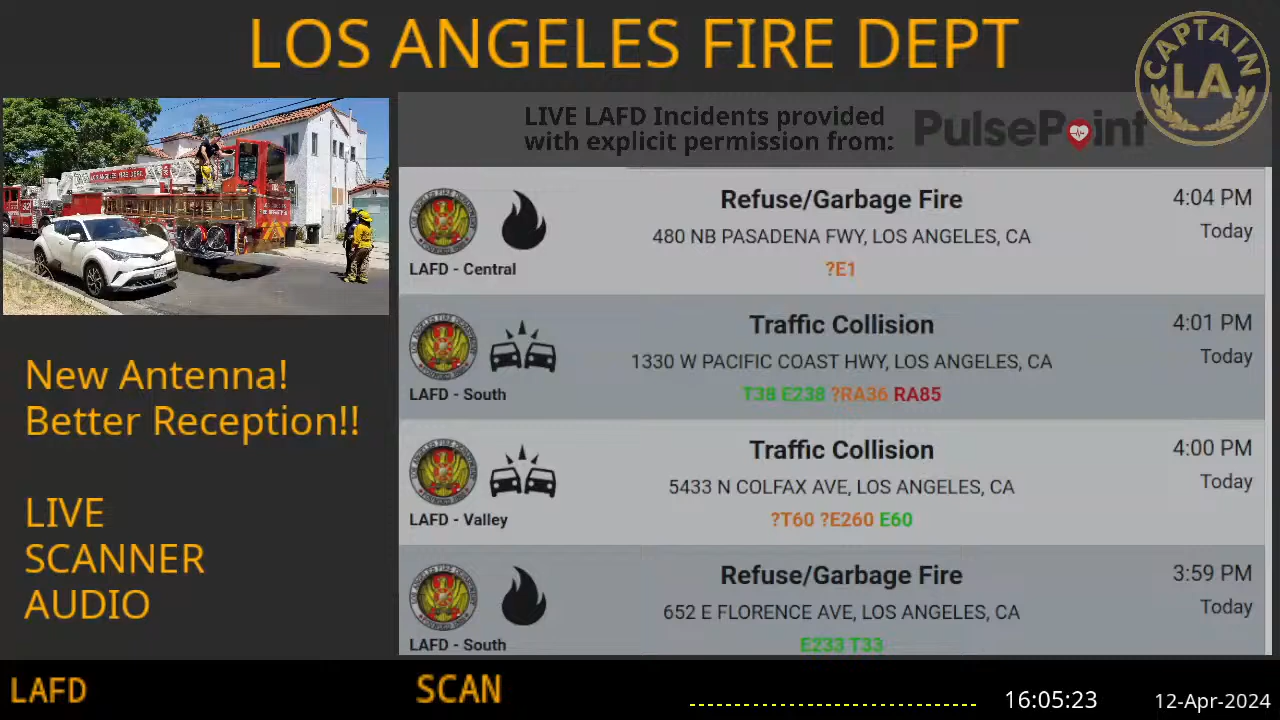 LOS ANGELES FIRE DEPT
CAPTAIN
LA
LIVE LAFD Incidents provided
with explicit permission from:
PulsePoint
Refuse/Garbage Fire
4:04 PM
480 NB PASADENA FWY, LOS ANGELES, CA
Today
LAFD - Central
?E1
Traffic Collision
4:01 PM
1330 W PACIFIC COAST HWY, LOS ANGELES, CA
Today
LAFD - South
T38 E238 ?RA36 RA85
Traffic Collision
4:00 PM
5433 N COLFAX AVE, LOS ANGELES, CA
Today
LAFD - Valley
?T60 ?E260 E60
Refuse/Garbage Fire
3:59 PM
652 E FLORENCE AVE, LOS ANGELES, CA
Today
LAFD - South
E233 T33
New Antenna!
Better Reception!!
LIVE
SCANNER
AUDIO
LAFD
SCAN
16:05:23
12-Apr-2024